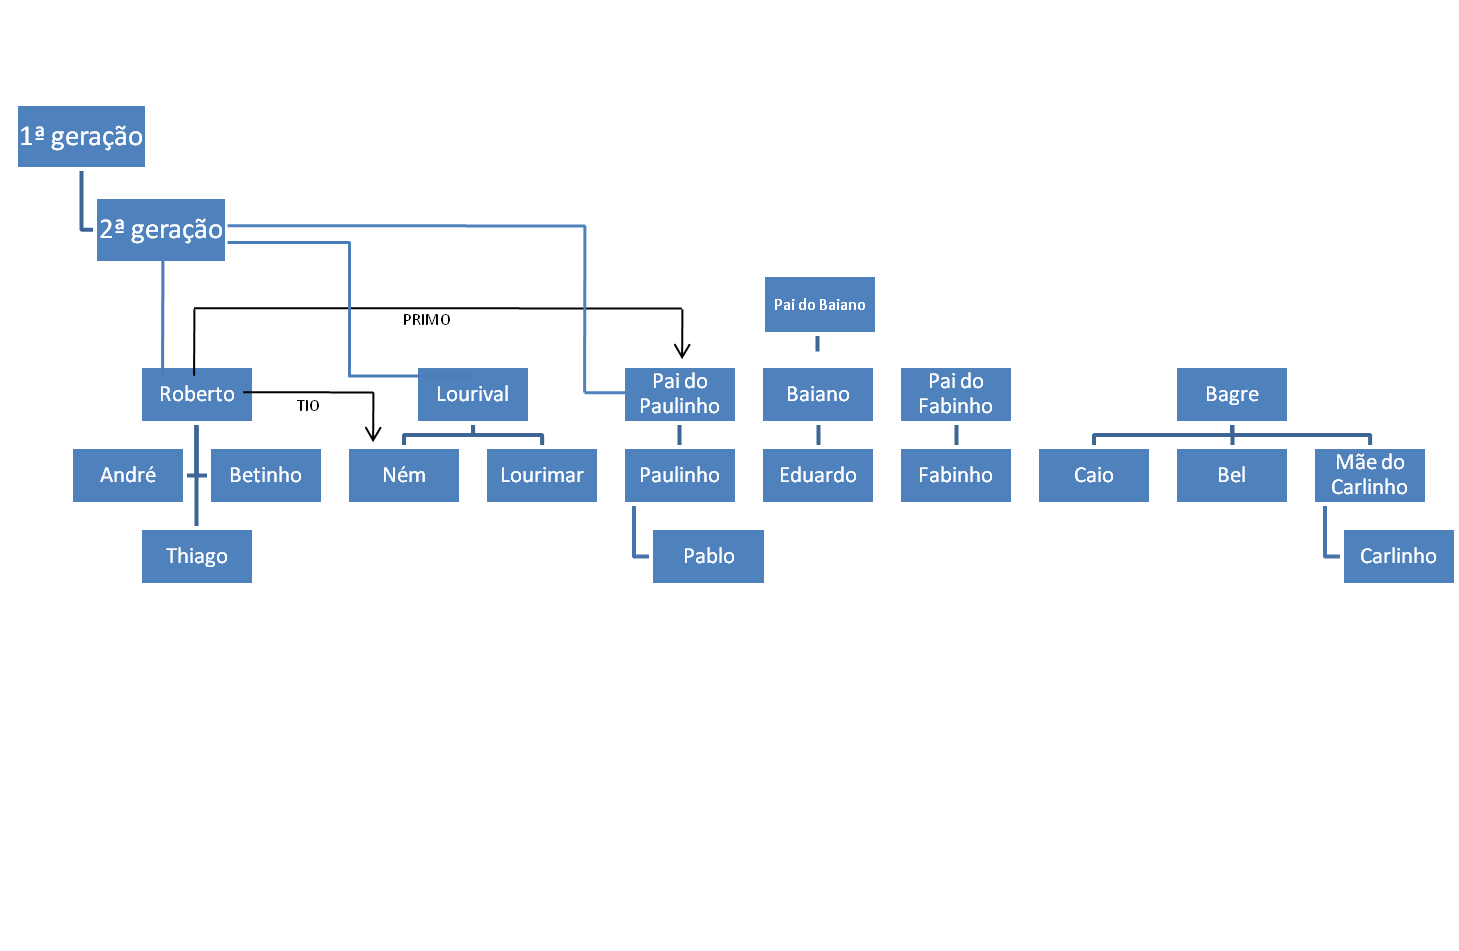 1ª geração
2ª geração
Pai do Baiano
PRIMO
Roberto
TIO
Lourival
Pai do
Paulinho
Baiano
Pai do
Fabinho
Bagre
André
Betinho
Ném
Lourimar
Paulinho
Eduardo
Fabinho
Caio
Bel
Mãe do
Carlinho
Thiago
Pablo
Carlinho